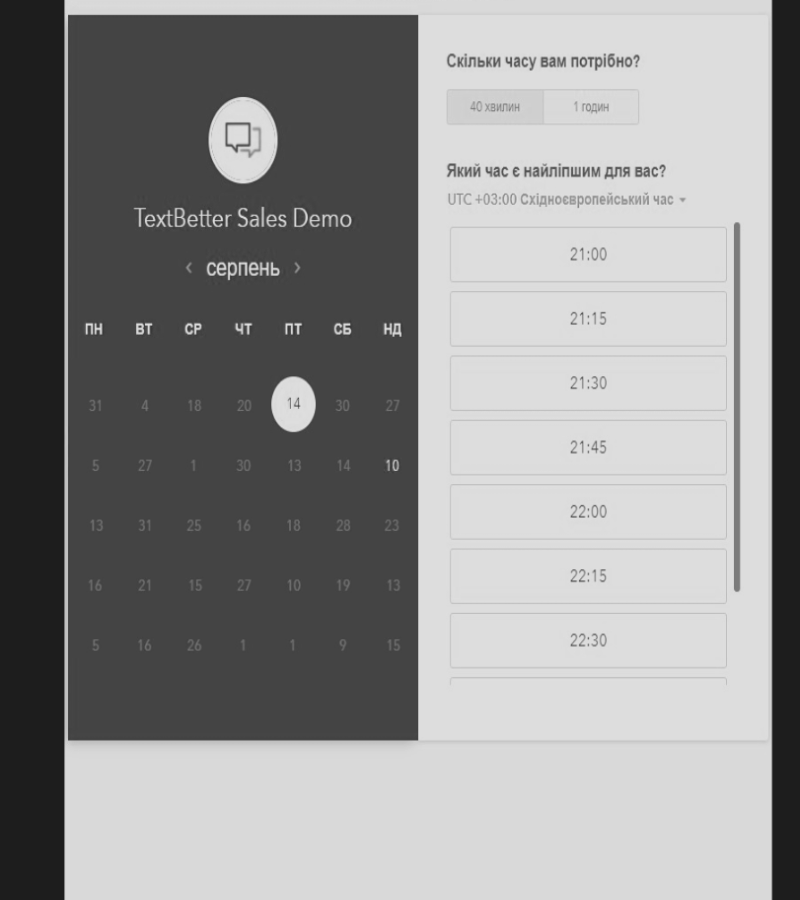 TextBetter Sales Demo
‹ серпень ›
ПН ВТ СР ЧТ ПТ СБ НД
31 4 18 20 14 30 27
5 27 1 30 13 14 10
13 31 25 16 18 28 23
16 21 15 27 10 19 13
5 16 26 1 1 9 15
Скільки часу вам потрібно?
40 хвилин 1 годин
Який час є найліпшим для вас?
UTC +03:00 Східноєвропейський час
21:00
21:15
21:30
21:45
22:00
22:15
22:30